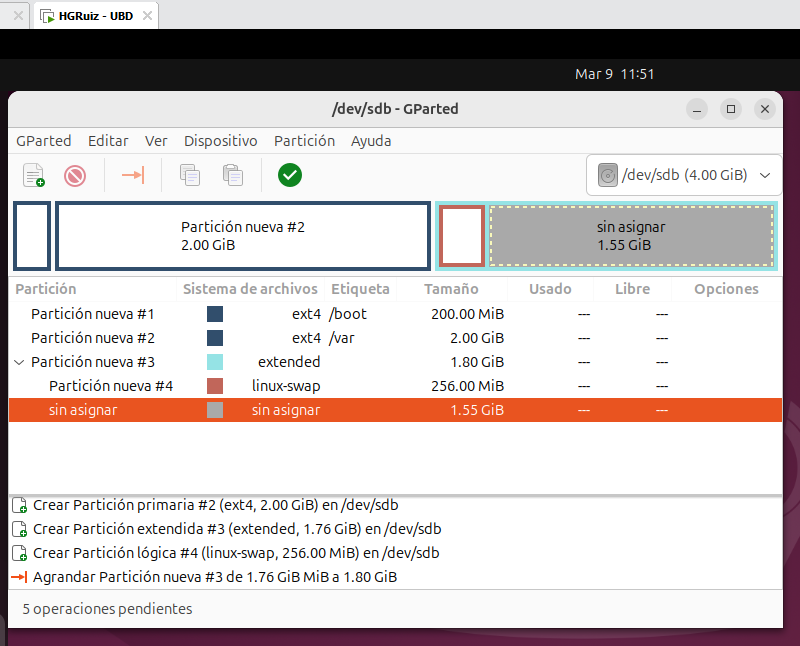 HGRuiz - UBD
Mar 9 11:51
/dev/sdb - GParted
GParted Editar Ver Dispositivo Partición Ayuda
/dev/sdb (4.00 GiB)
Partición nueva #2
2.00 GiB
sin asignar
1.55 GiB
Partición Sistema de archivos Etiqueta Tamaño Usado Libre Opciones
Partición nueva #1 ext4 /boot 200.00 MiB --- ---
Partición nueva #2 ext4 /var 2.00 GiB --- ---
Partición nueva #3 extended 1.80 GiB --- ---
Partición nueva #4 linux-swap 256.00 MiB --- ---
sin asignar sin asignar 1.55 GiB --- ---
Crear Partición primaria #2 (ext4, 2.00 GiB) en /dev/sdb
Crear Partición extendida #3 (extended, 1.76 GiB) en /dev/sdb
Crear Partición lógica #4 (linux-swap, 256.00 MiB) en /dev/sdb
Agrandar Partición nueva #3 de 1.76 GiB MiB a 1.80 GiB
5 operaciones pendientes